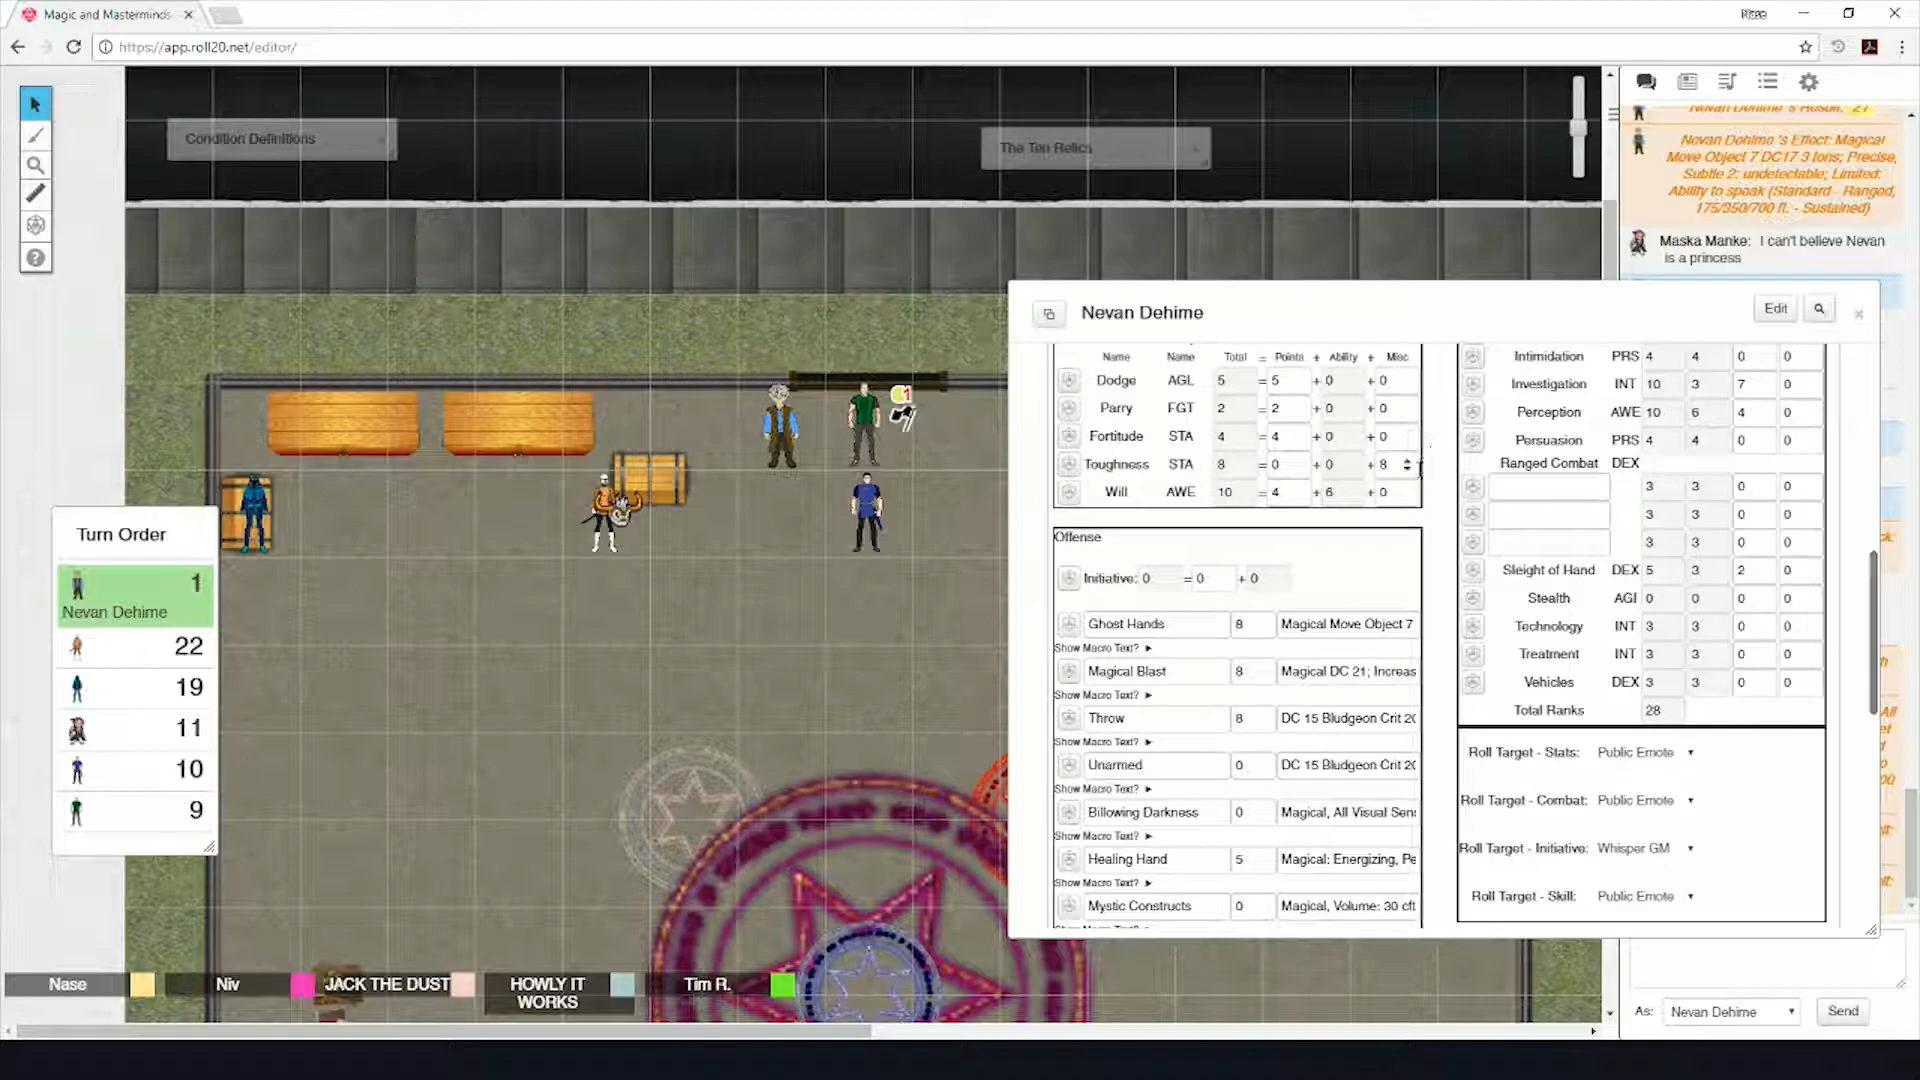 Magic and Masterminds
https://app.roll20.net/editor/
Condition Definitions
The Ten Relics
Nevan Dehime 's Result: 21
Nevan Dehime 's Effect: Magical
Move Object 7 DC17 3 tons; Precise,
Subtle 2: undetectable; Limited:
Ability to speak (Standard - Ranged,
175/350/700 ft. - Sustained)
Maska Manke: I can't believe Nevan
is a princess
Nevan Dehime
Edit
Name Name Total = Points + Ability + Misc
Dodge AGL 5 =5 +0 +0
Parry FGT 2 =2 +0 +0
Fortitude STA 4 =4 +0 +0
Toughness STA 8 =0 +0 +8
Will AWE 10 =4 +6 +0
Offense
Initiative: 0 =0 +0
Ghost Hands 8 Magical Move Object 7
Show Macro Text?
Magical Blast 8 Magical DC 21; Increas
Show Macro Text?
Throw 8 DC 15 Bludgeon Crit 20
Show Macro Text?
Unarmed 0 DC 15 Bludgeon Crit 20
Show Macro Text?
Billowing Darkness 0 Magical, All Visual Sen
Show Macro Text?
Healing Hand 5 Magical: Energizing, Pe
Show Macro Text?
Mystic Constructs 0 Magical, Volume: 30 cft
Intimidation PRS 4 4 0 0
Investigation INT 10 3 7 0
Perception AWE 10 6 4 0
Persuasion PRS 4 4 0 0
Ranged Combat DEX
3 3 0 0
3 3 0 0
3 3 0 0
Sleight of Hand DEX 5 3 2 0
Stealth AGI 0 0 0 0
Technology INT 3 3 0 0
Treatment INT 3 3 0 0
Vehicles DEX 3 3 0 0
Total Ranks 28
Roll Target - Stats: Public Emote
Roll Target - Combat: Public Emote
Roll Target - Initiative: Whisper GM
Roll Target - Skill: Public Emote
1
Turn Order
1
Nevan Dehime
22
19
11
10
9
Nase
Niv
JACK THE DUST
HOWLY IT
WORKS
Tim R.
As: Nevan Dehime
Send